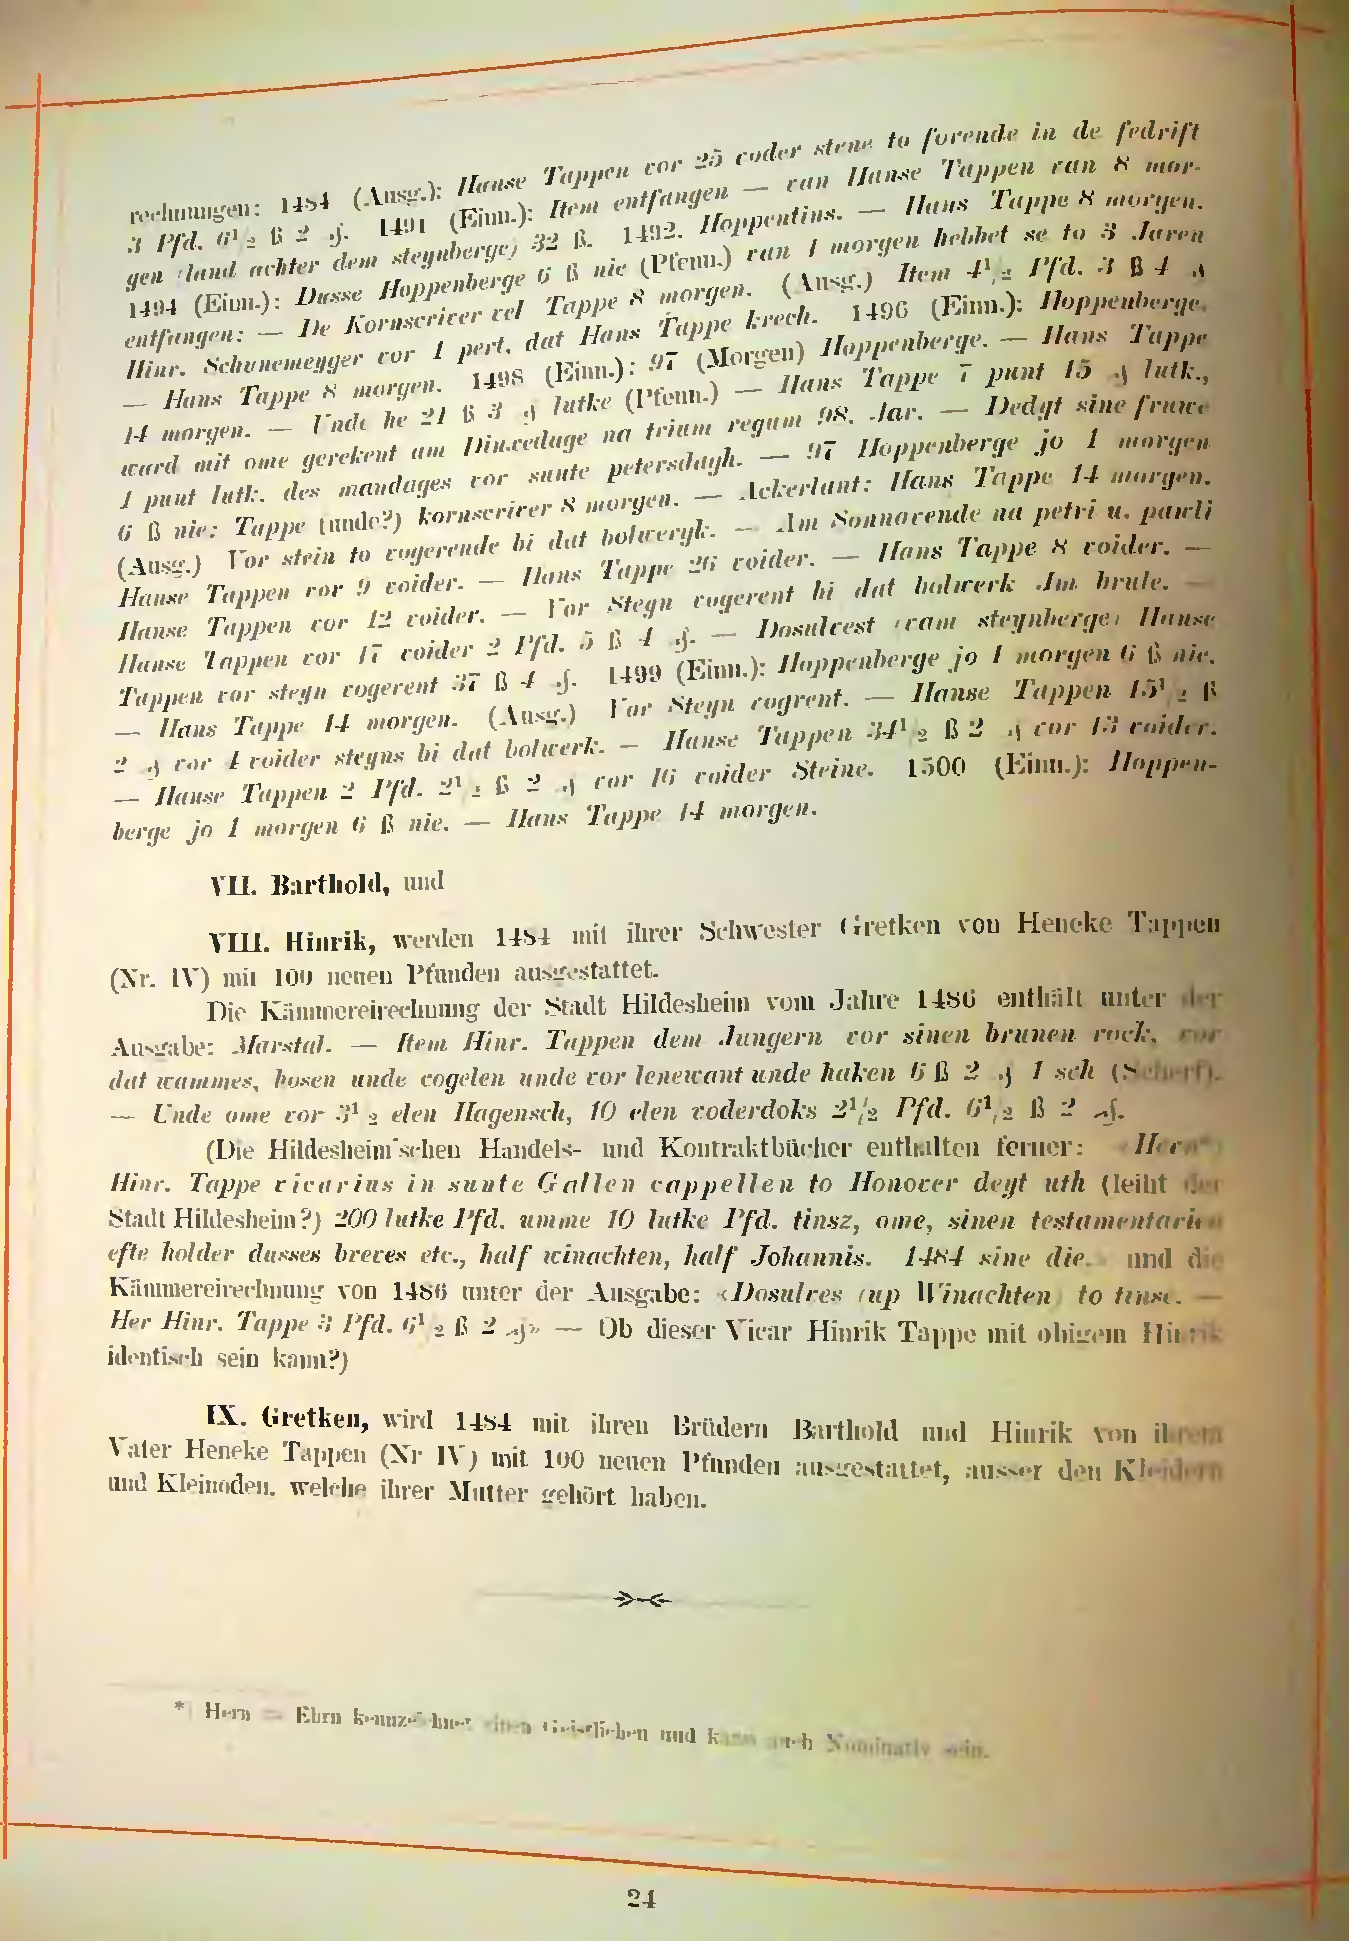 rechnungen: 1484 (Ausg.): Hanse Tappen vor 25 voder stene to forende in de fedrift
3 Pfd. 6½ ß 2 ₰. 1491 (Einn.): Item entfangen — van Hanse Tappen van 8 mor-
gen (land achter dem steynberge) 32 ß. 1492. Hoppentins. — Hans Tappe 8 morgen.
1494 (Einn.): Dusse Hoppenberge 6 ß nie (Pfenn.) van 1 morgen hebbet se to 3 Jaren
entfangen: — De Kornscriver vel Tappe 8 morgen. (Ausg.) Item 4½ Pfd. 3 ß 4 ₰
Hinr. Schunemeyger vor 1 pert, dat Hans Tappe krech. 1496 (Einn.): Hoppenberge.
— Hans Tappe 8 morgen. 1498 (Einn.): 97 (Morgen) Hoppenberge. — Hans Tappe
14 morgen. — Unde he 21 ß 3 ₰ lutke (Pfenn.) — Hans Tappe 7 punt 15 ₰ lutk.,
ward mit ome gerekent am Dinxedage na trium regum 98. Jar. — Dedyt sine fruwe
1 punt lutk. des mandages vor sunte petersdagh. — 97 Hoppenberge jo 1 morgen
6 ß nie: Tappe (unde?) kornscriver 8 morgen. — Ackerlant: Hans Tappe 14 morgen.
(Ausg.) Vor stein to vogerende bi dat bolweryk. — Am Sonnavende na petri u. pawli
Hanse Tappen vor 9 voider. — Hans Tappe 26 voider. — Hans Tappe 8 voider. —
Hanse Tappen vor 12 voider. — Vor Steyn vogerent bi dat bolwerk Im brule. —
Hanse Tappen vor 17 voider 2 Pfd. 5 ß 4 ₰. — Dosulvest (vam steynberge) Hanse
Tappen vor steyn vogerent 37 ß 4 ₰. 1499 (Einn.): Hoppenberge jo 1 morgen 6 ß nie.
— Hans Tappe 14 morgen. (Ausg.) Vor Steyn vogrent. — Hanse Tappen 15½ ß
2 ₰ vor 4 voider steyns bi dat bolwerk. — Hanse Tappen 34½ ß 2 ₰ vor 13 voider.
— Hanse Tappen 2 Pfd. 2½ ß 2 ₰ vor 16 voider Steine. 1500 (Einn.): Hoppen-
berge jo 1 morgen 6 ß nie. — Hans Tappe 14 morgen.
VII. Barthold, und
VIII. Hinrik, werden 1484 mit ihrer Schwester Gretken von Heneke Tappen
(Nr. IV) mit 100 neuen Pfunden ausgestattet.
Die Kämmereirechnung der Stadt Hildesheim vom Jahre 1486 enthält unter der
Ausgabe: Marstal. — Item Hinr. Tappen dem Jungern vor sinen brunen rock, vor
dat wammes, hosen unde cogelen unde vor lenewant unde haken 6 ß 2 ₰ 1 sch (Scherf).
— Unde ome vor 3½ elen Hagensch, 10 elen voderdoks 2½ Pfd. 6½ ß 2 ₰.
(Die Hildesheim'schen Handels- und Kontraktbücher enthalten ferner: «Hern*)
Hinr. Tappe vicarius in sunte Gallen cappellen to Honover deyt uth (leiht der
Stadt Hildesheim?) 200 lutke Pfd. umme 10 lutke Pfd. tinsz, ome, sinen testamentarien
efte holder dusses breves etc., half winachten, half Johannis. 1484 sine die.» und die
Kämmereirechnung von 1486 unter der Ausgabe: «Dosulves (up Winachten) to tinse. —
Her Hinr. Tappe 3 Pfd. 6½ ß 2 ₰» — Ob dieser Vicar Hinrik Tappe mit obigem Hinrik
identisch sein kann?)
IX. Gretken, wird 1484 mit ihren Brüdern Barthold und Hinrik von ihrem
Vater Heneke Tappen (Nr IV) mit 100 neuen Pfunden ausgestattet, ausser den Kleidern
und Kleinoden, welche ihrer Mutter gehört haben.
*) Hern = Ehrn kennzeichnet einen Geistlichen und kann auch Nominativ sein.
24